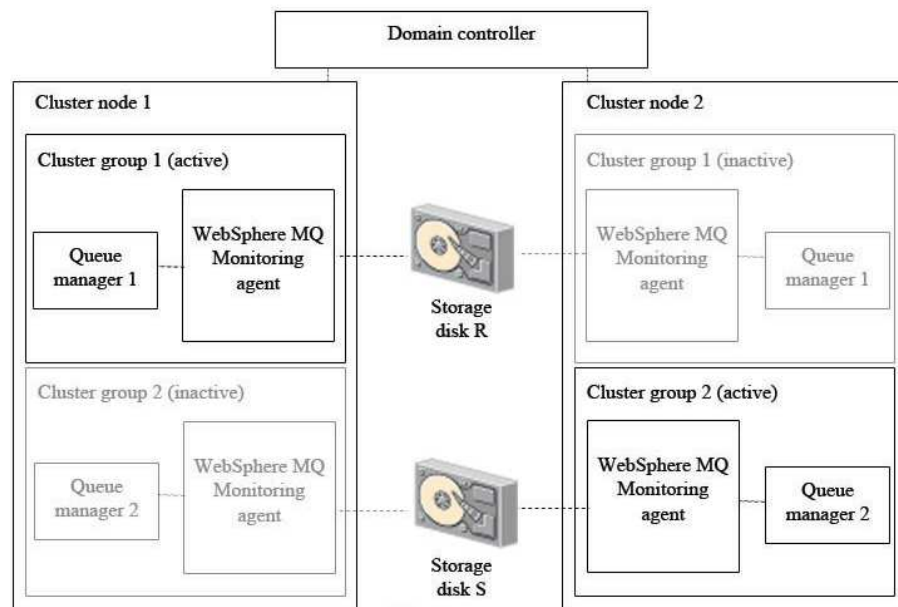 Domain controller
Cluster node 1
Cluster group 1 (active)
WebSphere MQ
Monitoring
agent
Queue
manager 1
Cluster group 2 (inactive)
WebSphere MQ
Monitoring
agent
Queue
manager 2
Storage
disk R
Storage
disk S
Cluster node 2
Cluster group 1 (inactive)
WebSphere MQ
Monitoring
agent
Queue
manager 1
Cluster group 2 (active)
WebSphere MQ
Monitoring
agent
Queue
manager 2